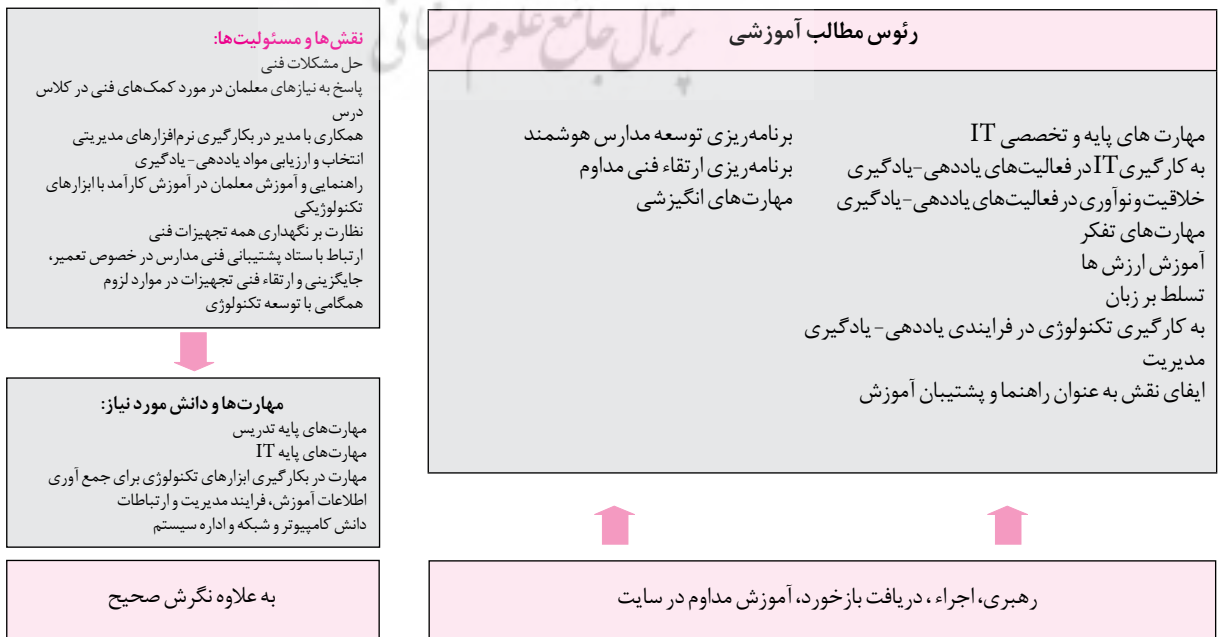 پرتال جامع علوم انسانی
رئوس مطالب آموزشی
مهارت های پایه و تخصصی IT
به کارگیری IT در فعالیت‌های یاددهی-یادگیری
خلاقیت و نوآوری در فعالیت‌های یاددهی-یادگیری
مهارت‌های تفکر
آموزش ارزش ها
تسلط بر زبان
به کارگیری تکنولوژی در فرایندی یاددهی- یادگیری
مدیریت
ایفای نقش به عنوان راهنما و پشتیبان آموزش
برنامه‌ریزی توسعه مدارس هوشمند
برنامه‌ریزی ارتقاء فنی مداوم
مهارت‌های انگیزشی
رهبری، اجراء ، دریافت بازخورد، آموزش مداوم در سایت
نقش‌ها و مسئولیت‌ها:
حل مشکلات فنی
پاسخ به نیازهای معلمان در مورد کمک‌های فنی در کلاس
درس
همکاری با مدیر در بکارگیری نرم‌افزارهای مدیریتی
انتخاب و ارزیابی مواد یاددهی- یادگیری
راهنمایی و آموزش معلمان در آموزش کارآمد با ابزارهای
تکنولوژیکی
نظارت بر نگهداری همه تجهیزات فنی
ارتباط با ستاد پشتیبانی فنی مدارس در خصوص تعمیر،
جایگزینی و ارتقاء فنی تجهیزات در موارد لزوم
همگامی با توسعه تکنولوژی
مهارت‌ها و دانش مورد نیاز:
مهارت‌های پایه تدریس
مهارت‌های پایه IT
مهارت در بکارگیری ابزارهای تکنولوژی برای جمع آوری
اطلاعات آموزش، فرایند مدیریت و ارتباطات
دانش کامپیوتر و شبکه و اداره سیستم
به علاوه نگرش صحیح